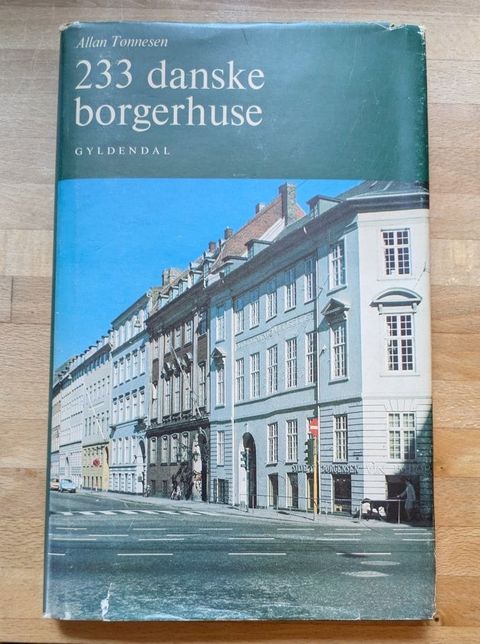 Allan Tønnesen
233 danske
borgerhuse
GYLDENDAL